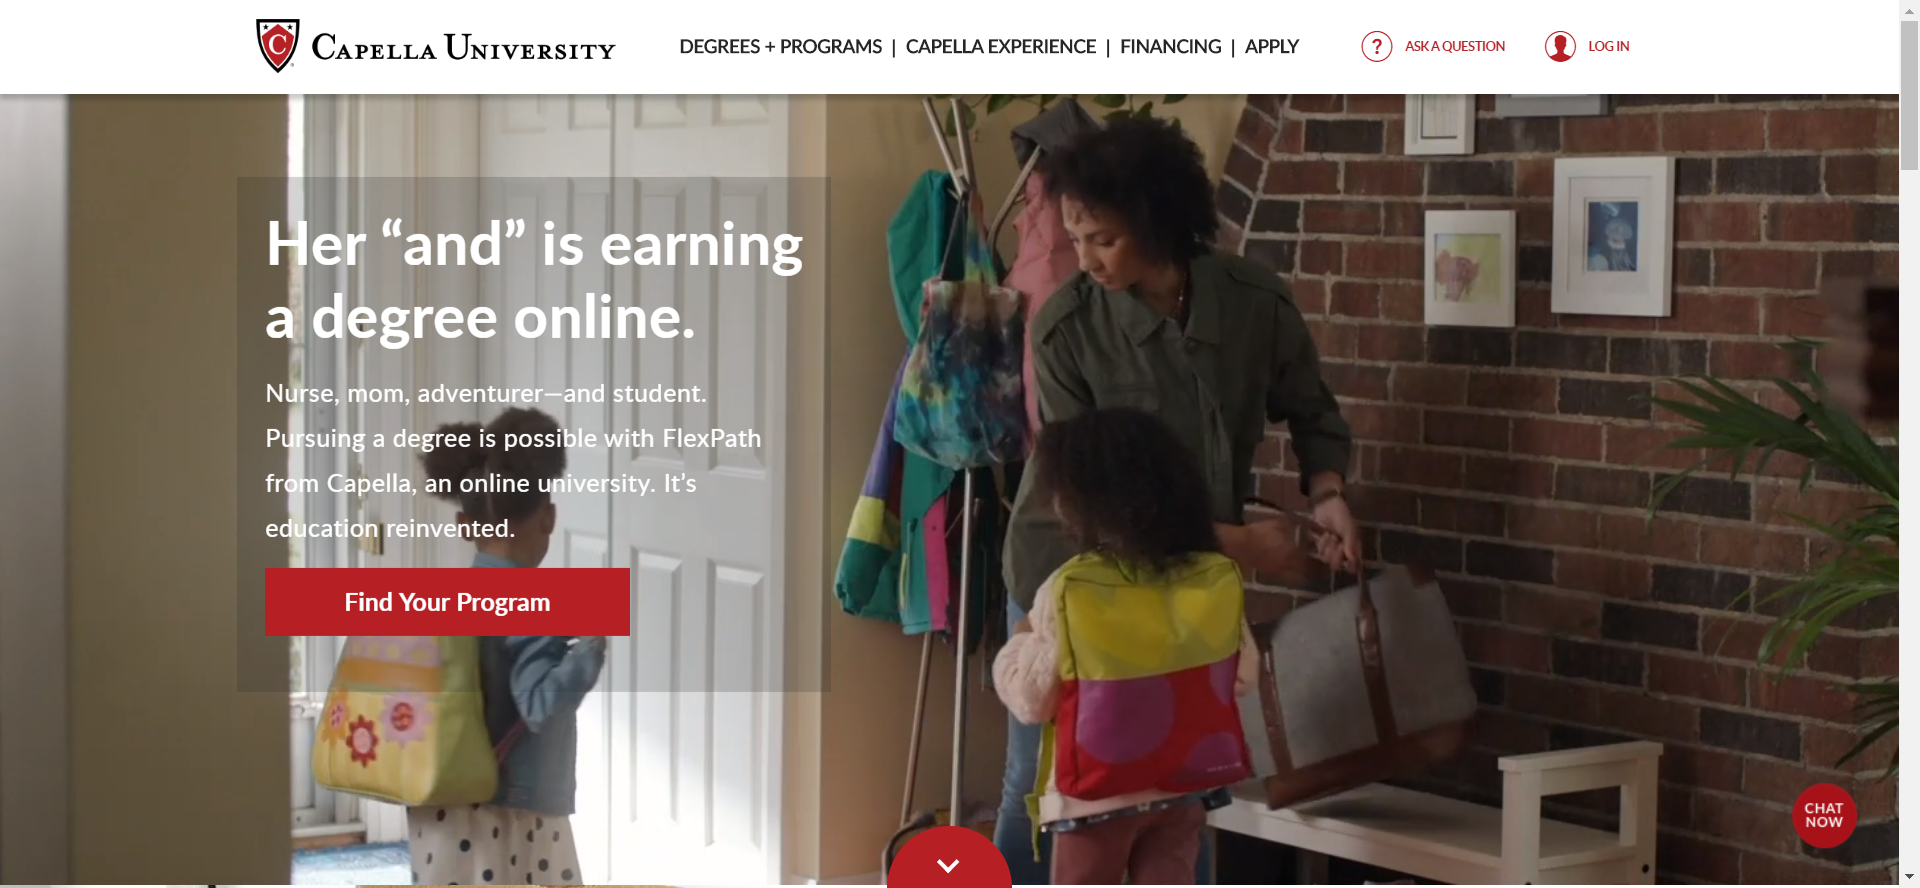 CAPELLA UNIVERSITY
DEGREES + PROGRAMS | CAPELLA EXPERIENCE | FINANCING | APPLY
? ASK A QUESTION
LOG IN
Her “and” is earning
a degree online.
Nurse, mom, adventurer—and student.
Pursuing a degree is possible with FlexPath
from Capella, an online university. It’s
education reinvented.
Find Your Program
CHAT
NOW